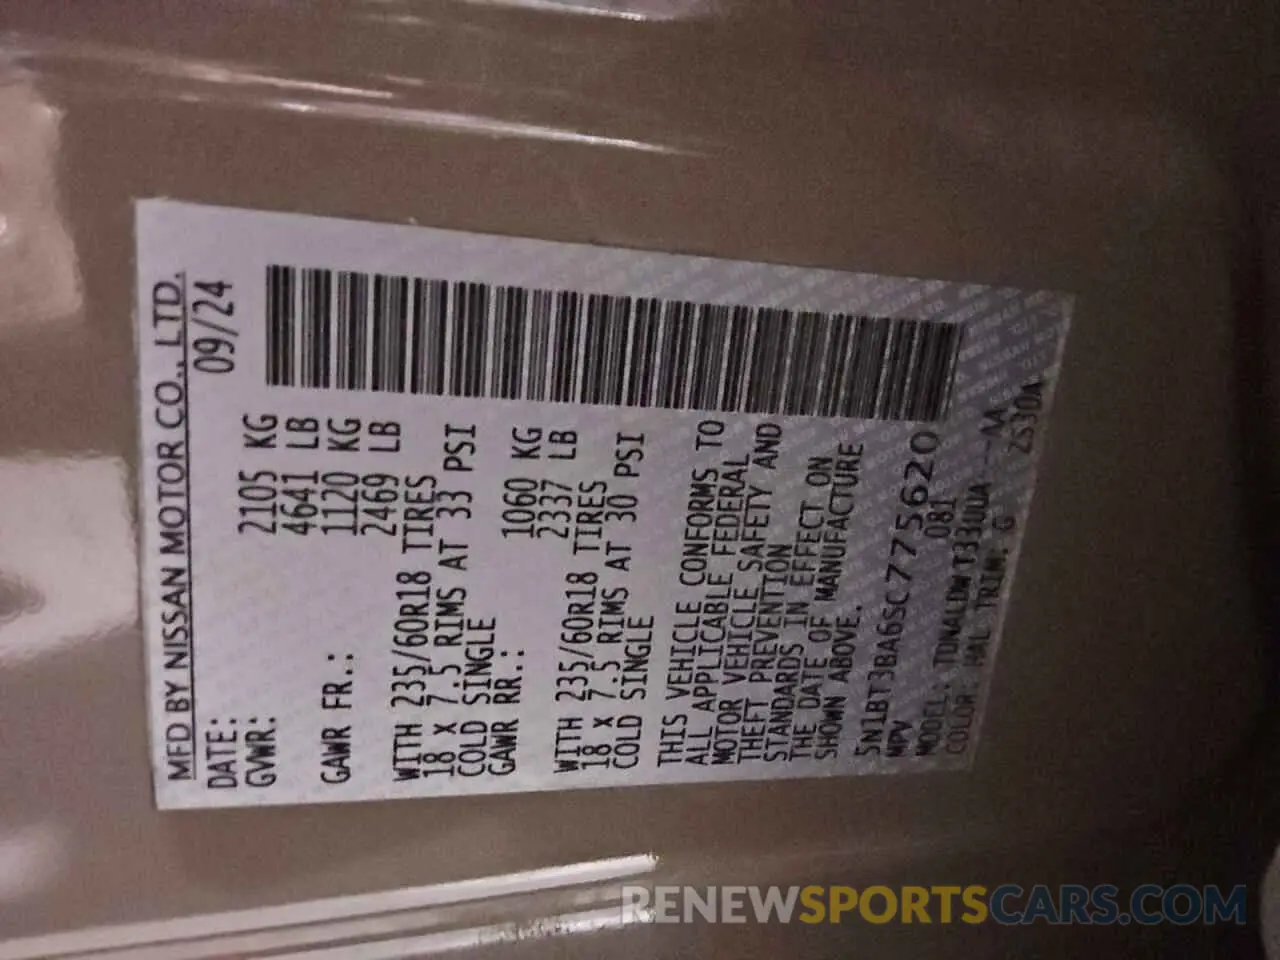 MFD BY NISSAN MOTOR CO., LTD.
DATE: 09/24
GVWR: 2105 KG
4641 LB
GAWR FR.: 1120 KG
2469 LB
WITH 235/60R18 TIRES
18 X 7.5 RIMS AT 33 PSI
COLD SINGLE
GAWR RR.: 1060 KG
2337 LB
WITH 235/60R18 TIRES
18 X 7.5 RIMS AT 30 PSI
COLD SINGLE
THIS VEHICLE CONFORMS TO
ALL APPLICABLE FEDERAL
MOTOR VEHICLE SAFETY AND
THEFT PREVENTION
STANDARDS IN EFFECT ON
THE DATE OF MANUFACTURE
SHOWN ABOVE.
5N1BT3BA6SC775620
MPV 081
MODEL: --AA
COLOR: TRIM: G 2S30A
RENEWSPORTSCARS.COM